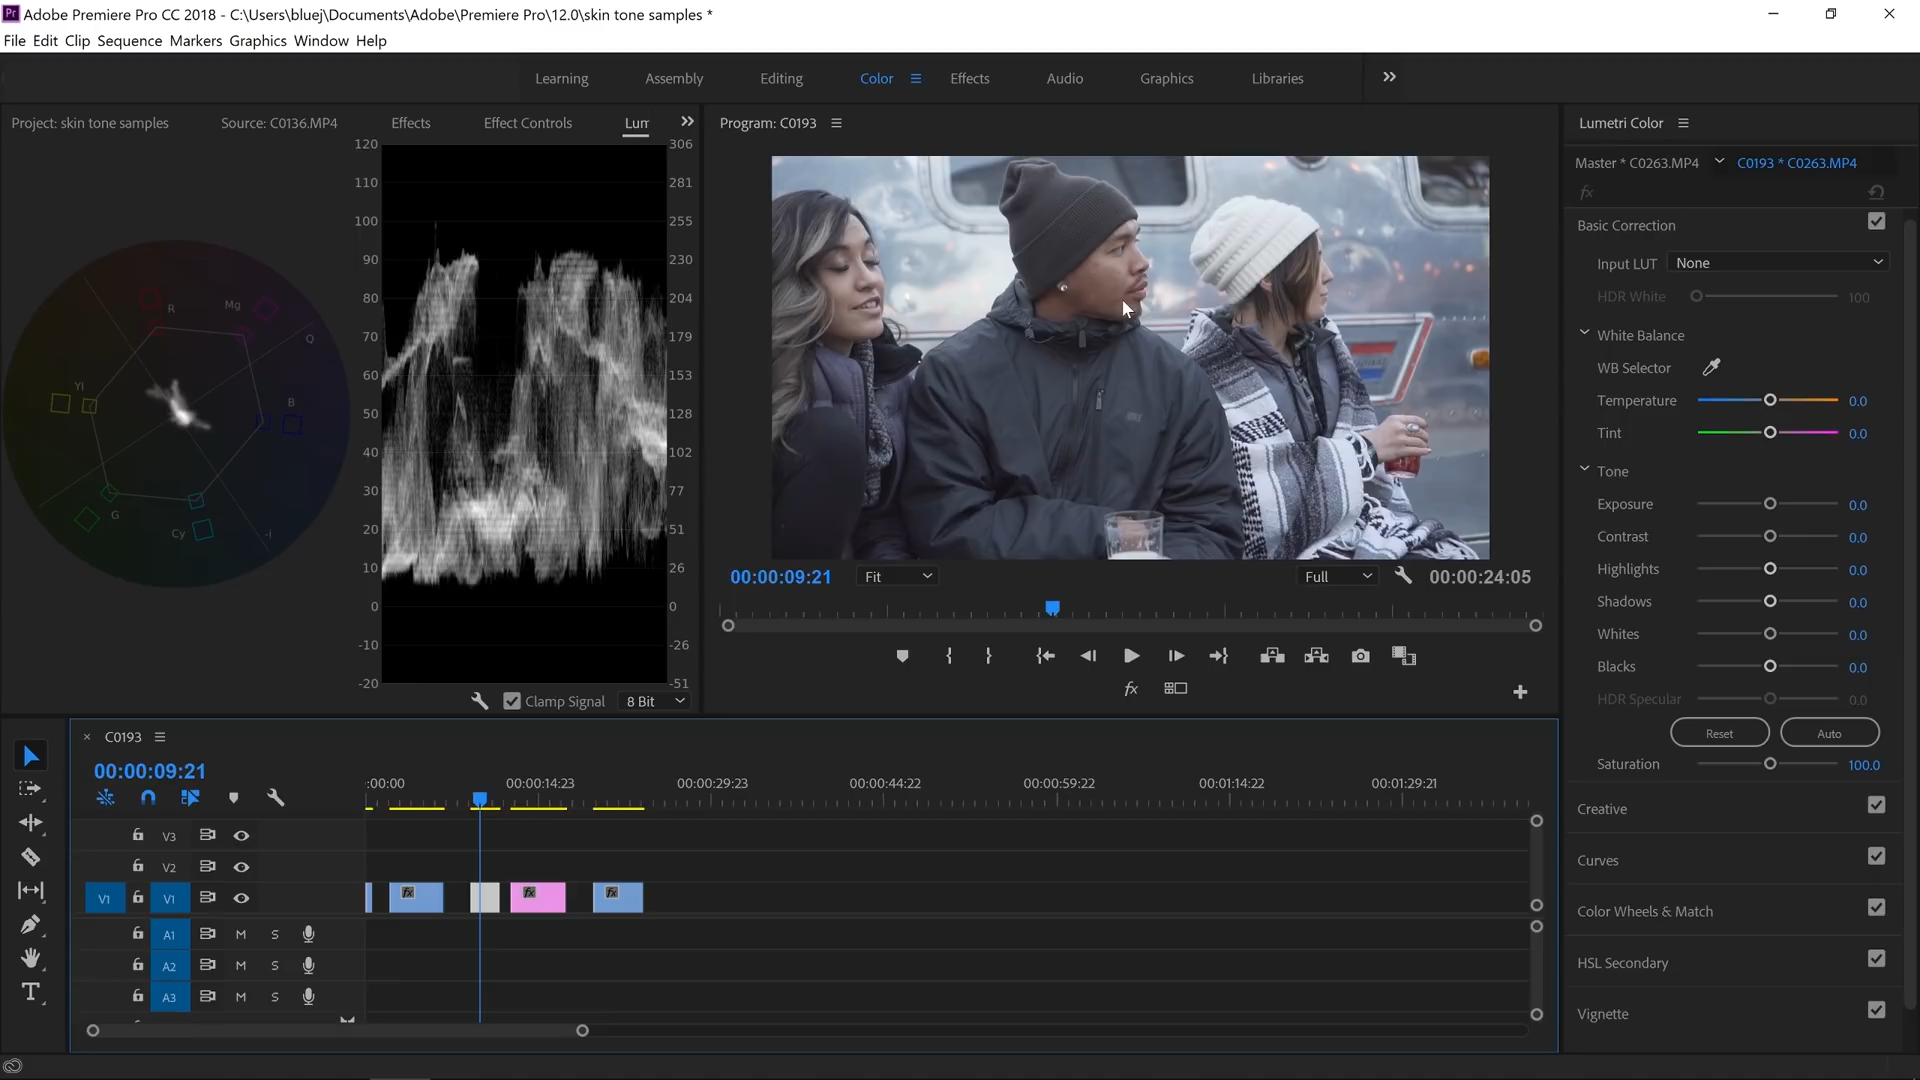 Adobe Premiere Pro CC 2018 - C:\Users\bluej\Documents\Adobe\Premiere Pro\12.0\skin tone samples *
File Edit Clip Sequence Markers Graphics Window Help
Learning Assembly Editing Color Effects Audio Graphics Libraries
Project: skin tone samples Source: C0136.MP4 Effects Effect Controls Lum
Program: C0193
Lumetri Color
Master * C0263.MP4 C0193 * C0263.MP4
fx
Basic Correction
Input LUT None
HDR White 100
White Balance
WB Selector
Temperature 0.0
Tint 0.0
Tone
Exposure 0.0
Contrast 0.0
Highlights 0.0
Shadows 0.0
Whites 0.0
Blacks 0.0
HDR Specular 0.0
Reset Auto
Saturation 100.0
Creative
Curves
Color Wheels & Match
HSL Secondary
Vignette
R Mg Q
Yl B
G Cy -i
120 306
110 281
100 255
90 230
80 204
70 179
60 153
50 128
40 102
30 77
20 51
10 26
0 0
-10 -26
-20 -51
Clamp Signal 8 Bit
00:00:09:21 Fit Full 00:00:24:05
fx
C0193
00:00:09:21
:00:00 00:00:14:23 00:00:29:23 00:00:44:22 00:00:59:22 00:01:14:22 00:01:29:21
V3
V2
V1 V1 fx fx fx
A1 M S
A2 M S
A3 M S